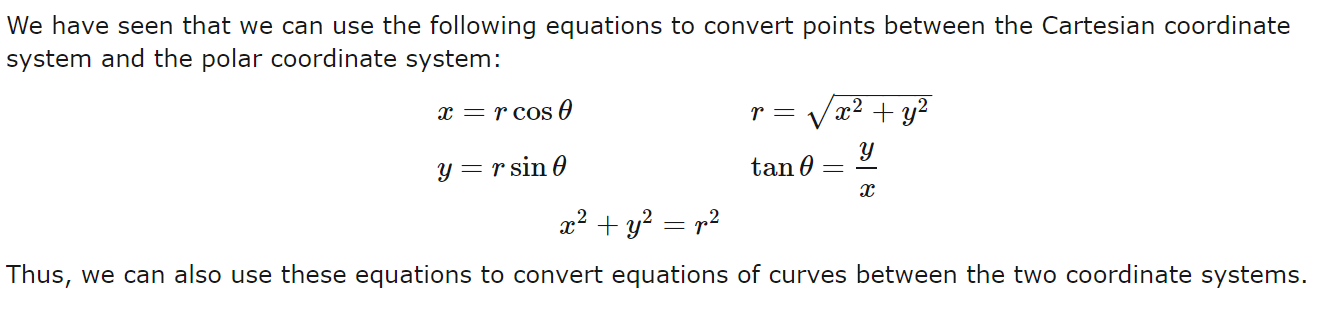 We have seen that we can use the following equations to convert points between the Cartesian coordinate
system and the polar coordinate system:
x = r cos θ r = √(x² + y²)
y = r sin θ tan θ = y/x
x² + y² = r²
Thus, we can also use these equations to convert equations of curves between the two coordinate systems.